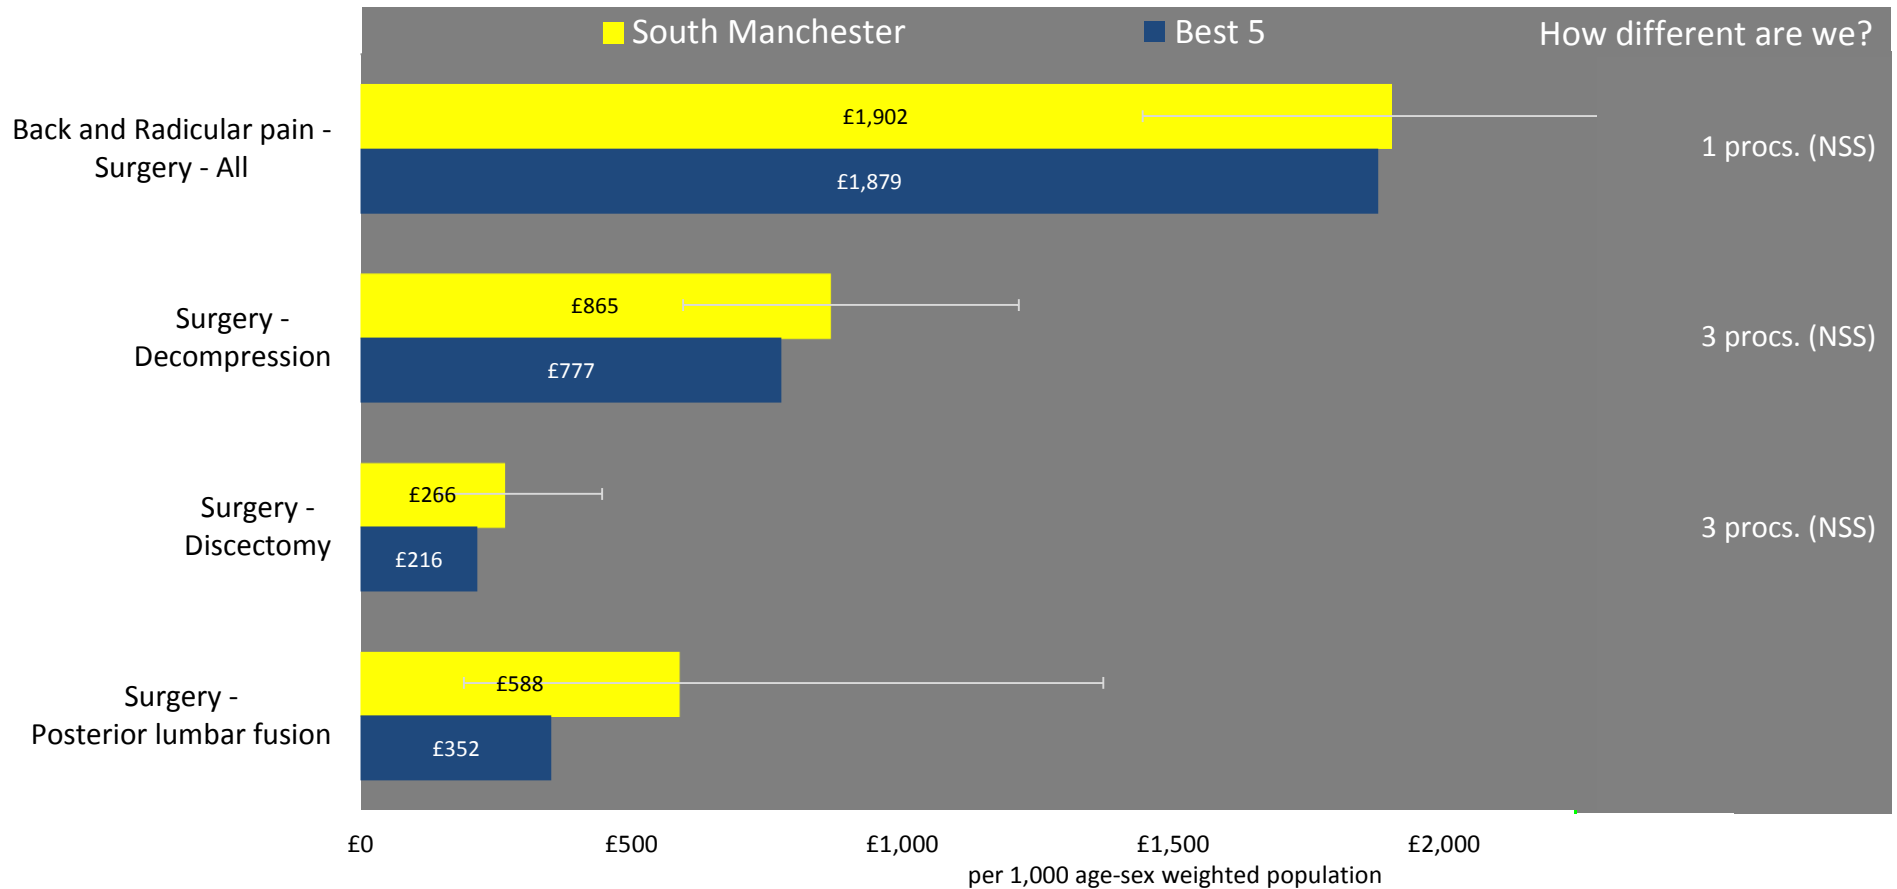 South Manchester
Best 5
How different are we?
Back and Radicular pain -
Surgery - All
£1,902
£1,879
1 procs. (NSS)
Surgery -
Decompression
£865
£777
3 procs. (NSS)
Surgery -
Discectomy
£266
£216
3 procs. (NSS)
Surgery -
Posterior lumbar fusion
£588
£352
£0 £500 £1,000 £1,500 £2,000
per 1,000 age-sex weighted population